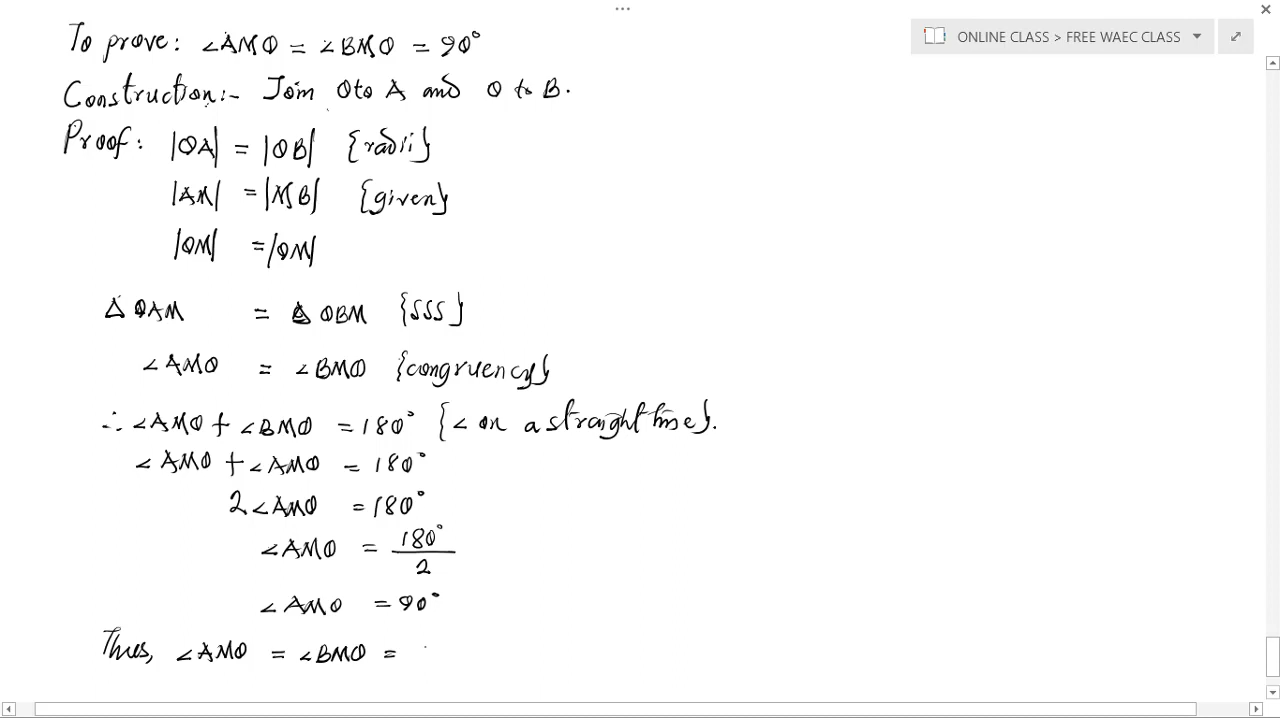 To prove: ∠AMO = ∠BMO = 90°
ONLINE CLASS > FREE WAEC CLASS
Construction:- Join O to A and O to B.
Proof: |OA| = |OB| {radii}
|AM| = |MB| {given}
|OM| = |OM|
Δ OAM = Δ OBM {SSS}
∠AMO = ∠BMO {congruency}
∴ ∠AMO + ∠BMO = 180° {∠ on a straight line}.
∠AMO + ∠AMO = 180°
2∠AMO = 180°
∠AMO = 180°/2
∠AMO = 90°
Thus, ∠AMO = ∠BMO =